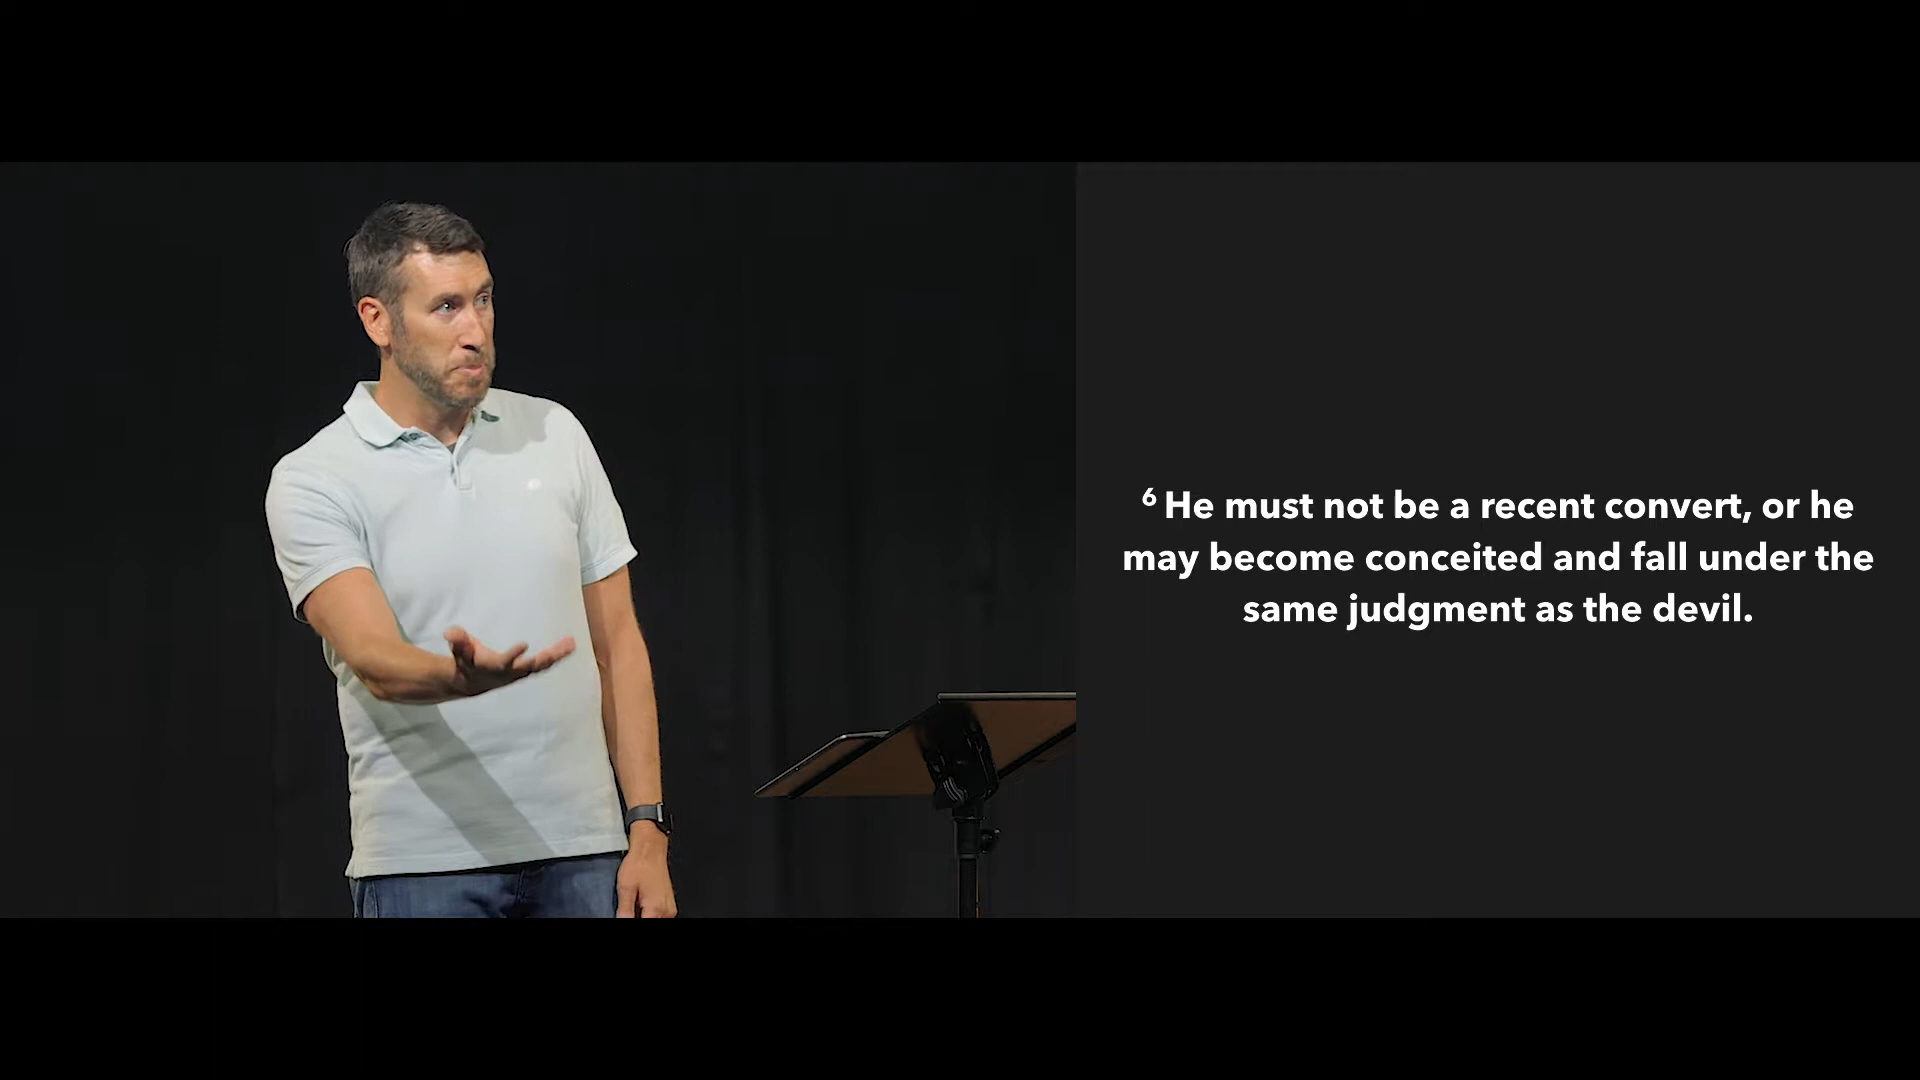 ⁶ He must not be a recent convert, or he
may become conceited and fall under the
same judgment as the devil.